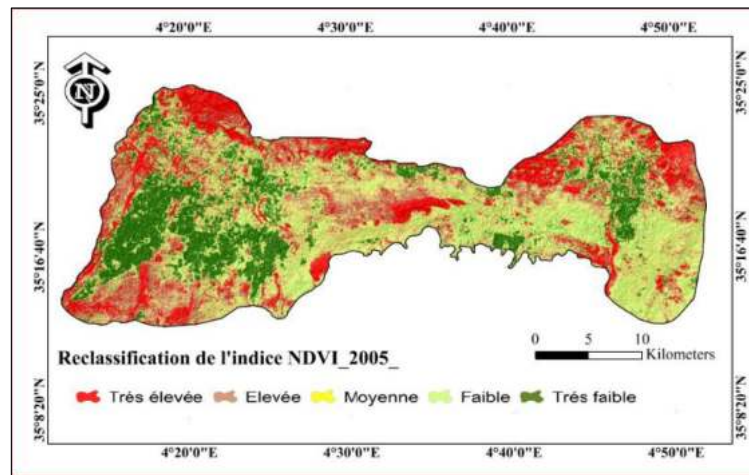 4°20'0"E 4°30'0"E 4°40'0"E 4°50'0"E
35°25'0"N
35°25'0"N
N
35°16'40"N
35°16'40"N
0 5 10
Kilometers
Reclassification de l'indice NDVI_2005_
Très élevée Elevée Moyenne Faible Trés faible
35°8'20"N
35°8'20"N
4°20'0"E 4°30'0"E 4°40'0"E 4°50'0"E